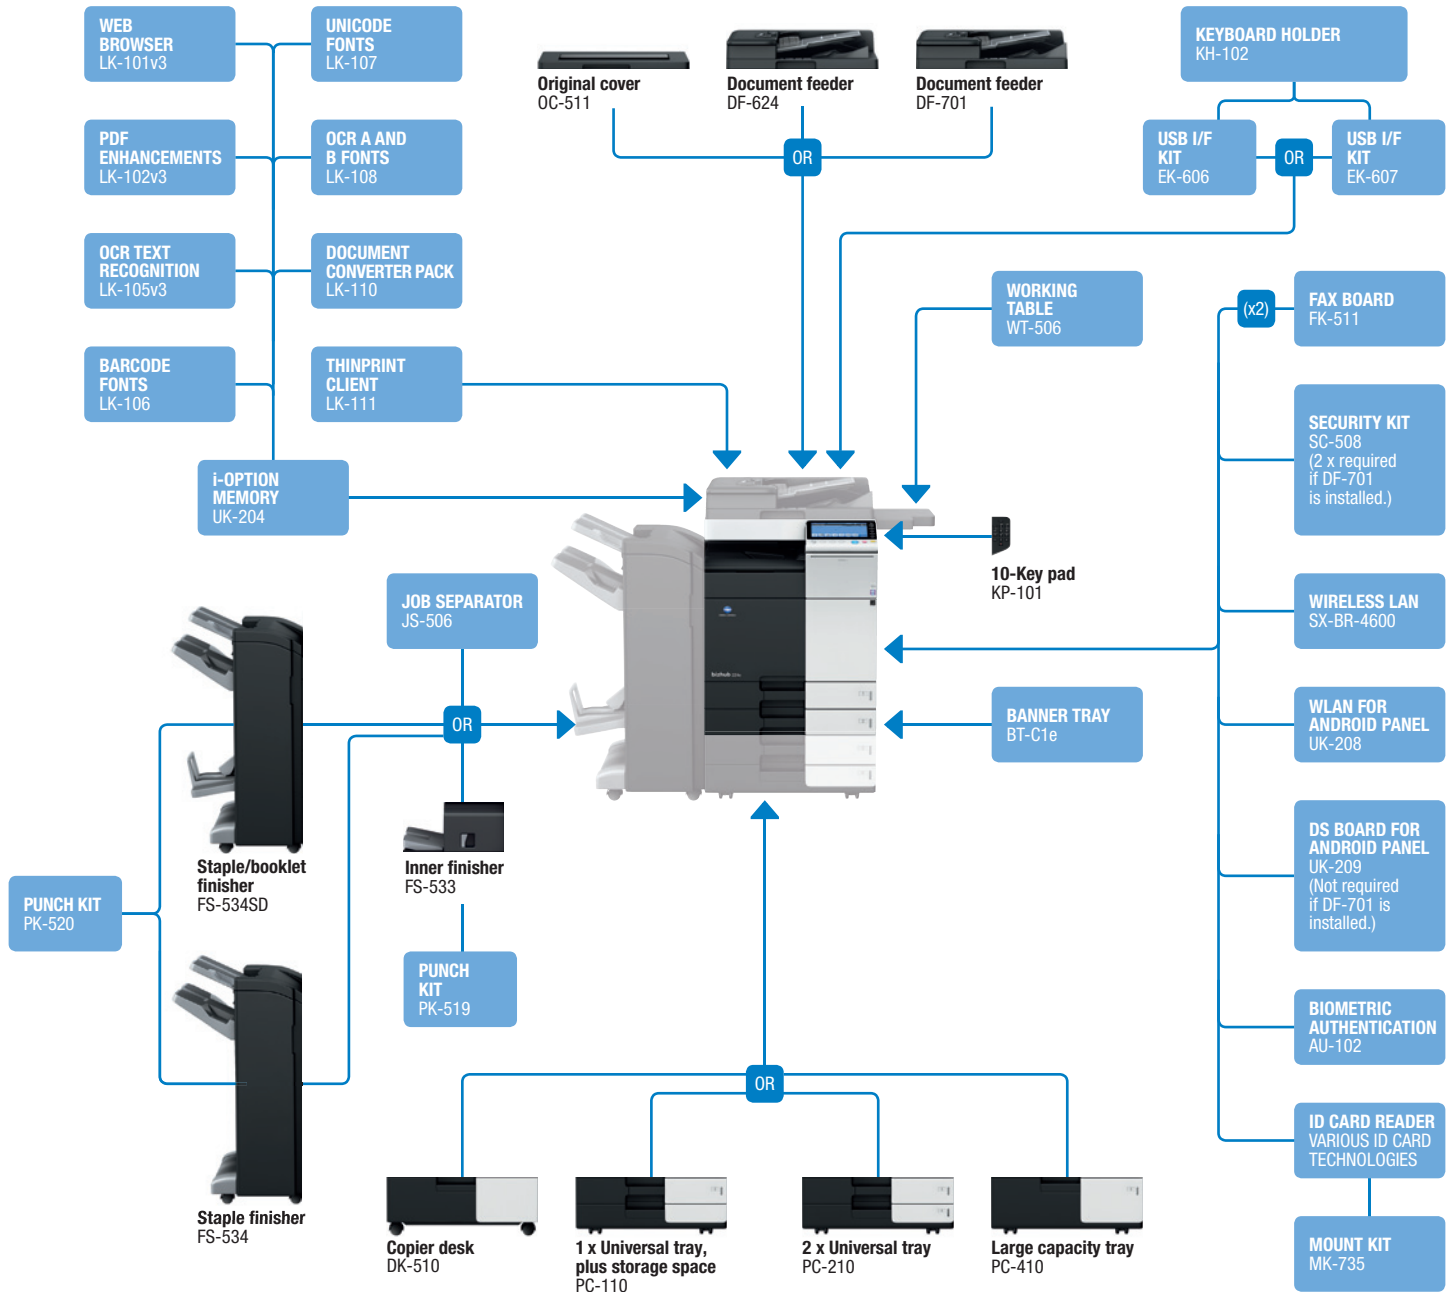 WEB
BROWSER
LK-101v3
UNICODE
FONTS
LK-107
PDF
ENHANCEMENTS
LK-102v3
OCR A AND
B FONTS
LK-108
OCR TEXT
RECOGNITION
LK-105v3
DOCUMENT
CONVERTER PACK
LK-110
BARCODE
FONTS
LK-106
THINPRINT
CLIENT
LK-111
i-OPTION
MEMORY
UK-204
Original cover
OC-511
Document feeder
DF-624
Document feeder
DF-701
OR
KEYBOARD HOLDER
KH-102
USB I/F
KIT
EK-606
OR
USB I/F
KIT
EK-607
WORKING
TABLE
WT-506
(x2)
FAX BOARD
FK-511
SECURITY KIT
SC-508
(2 x required
if DF-701
is installed.)
10-Key pad
KP-101
WIRELESS LAN
SX-BR-4600
BANNER TRAY
BT-C1e
WLAN FOR
ANDROID PANEL
UK-208
DS BOARD FOR
ANDROID PANEL
UK-209
(Not required
if DF-701 is
installed.)
BIOMETRIC
AUTHENTICATION
AU-102
ID CARD READER
VARIOUS ID CARD
TECHNOLOGIES
MOUNT KIT
MK-735
JOB SEPARATOR
JS-506
OR
bizhub
Staple/booklet
finisher
FS-534SD
Inner finisher
FS-533
PUNCH KIT
PK-520
PUNCH
KIT
PK-519
Staple finisher
FS-534
OR
Copier desk
DK-510
1 x Universal tray,
plus storage space
PC-110
2 x Universal tray
PC-210
Large capacity tray
PC-410